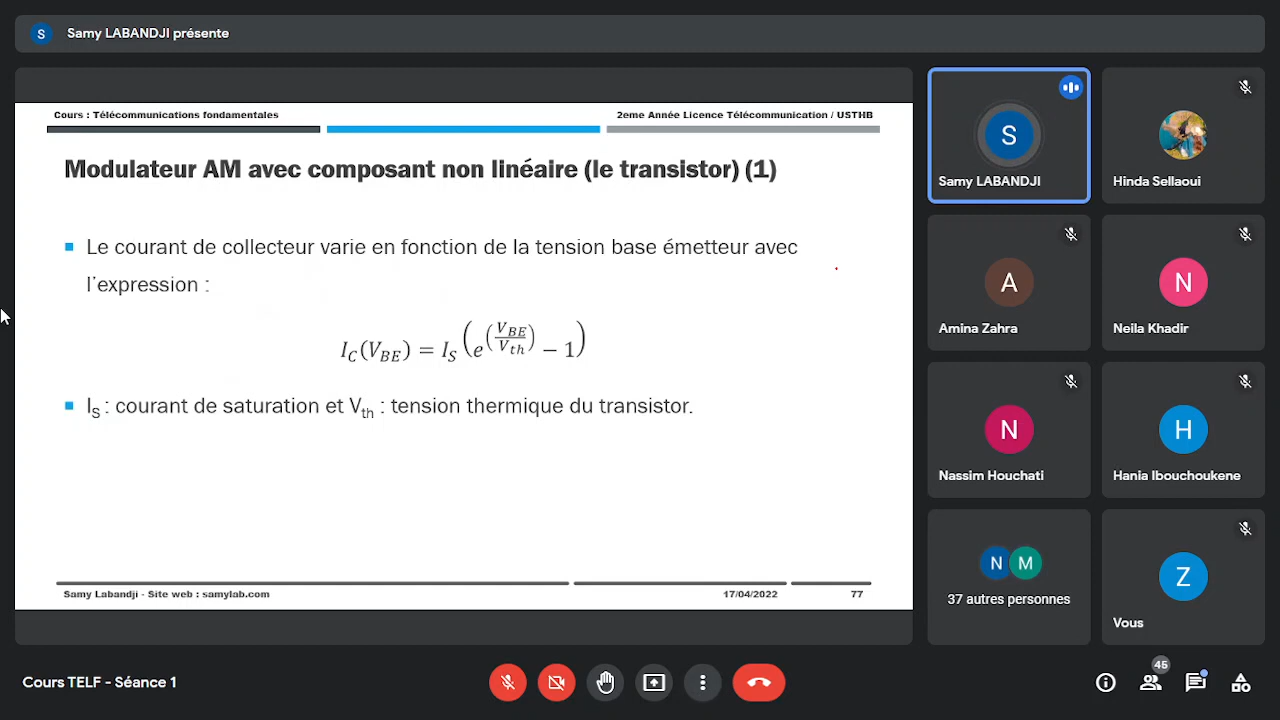 S Samy LABANDJI présente
Cours : Télécommunications fondamentales
2eme Année Licence Télécommunication / USTHB
Modulateur AM avec composant non linéaire (le transistor) (1)
Le courant de collecteur varie en fonction de la tension base émetteur avec
l’expression :
I_C(V_BE) = I_S (e^(V_BE/V_th) − 1)
I_S : courant de saturation et V_th : tension thermique du transistor.
Samy Labandji - Site web : samylab.com
17/04/2022
77
S
Samy LABANDJI
Hinda Sellaoui
A
Amina Zahra
N
Neila Khadir
N
Nassim Houchati
H
Hania Ibouchoukene
N M
37 autres personnes
Z
Vous
Cours TELF - Séance 1
45